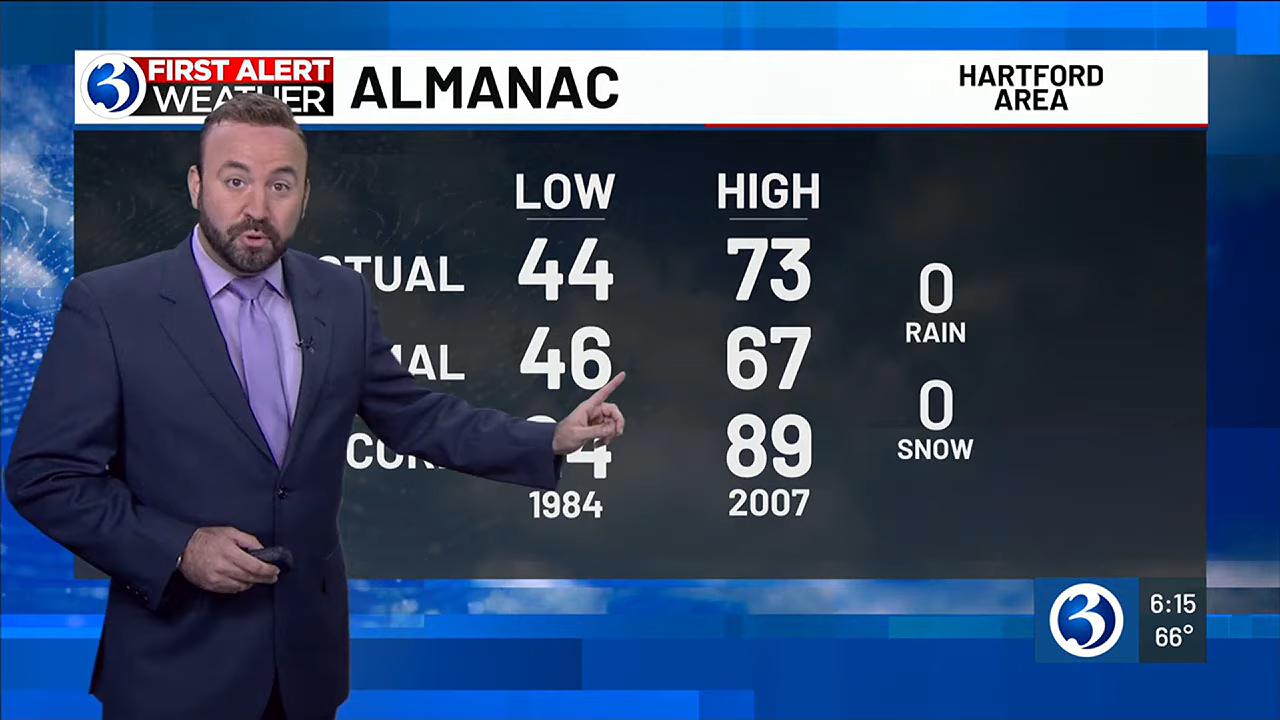 3 FIRST ALERT
WEATHER
ALMANAC
HARTFORD
AREA
LOW HIGH
44 73
46 67
89
1984 2007
0
RAIN
0
SNOW
3
6:15
66°